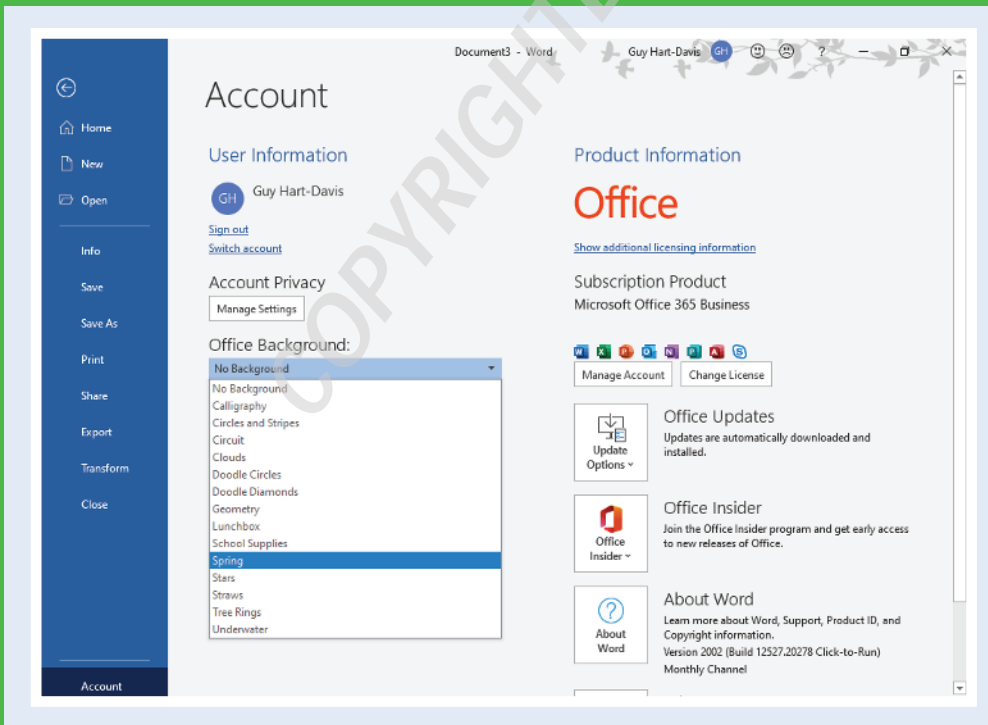 Document3 - Word
Guy Hart-Davis GH ?
Account
Home
New
Open
Info
Save
Save As
Print
Share
Export
Transform
Close
Account
User Information
GH Guy Hart-Davis
Sign out
Switch account
Account Privacy
Manage Settings
Office Background:
No Background
No Background
Calligraphy
Circles and Stripes
Circuit
Clouds
Doodle Circles
Doodle Diamonds
Geometry
Lunchbox
School Supplies
Spring
Stars
Straws
Tree Rings
Underwater
Product Information
Office
Show additional licensing information
Subscription Product
Microsoft Office 365 Business
Manage Account
Change License
Update
Options
Office Updates
Updates are automatically downloaded and
installed.
Office
Insider
Office Insider
Join the Office Insider program and get early access
to new releases of Office.
About
Word
About Word
Learn more about Word, Support, Product ID, and
Copyright information.
Version 2002 (Build 12527.20278 Click-to-Run)
Monthly Channel